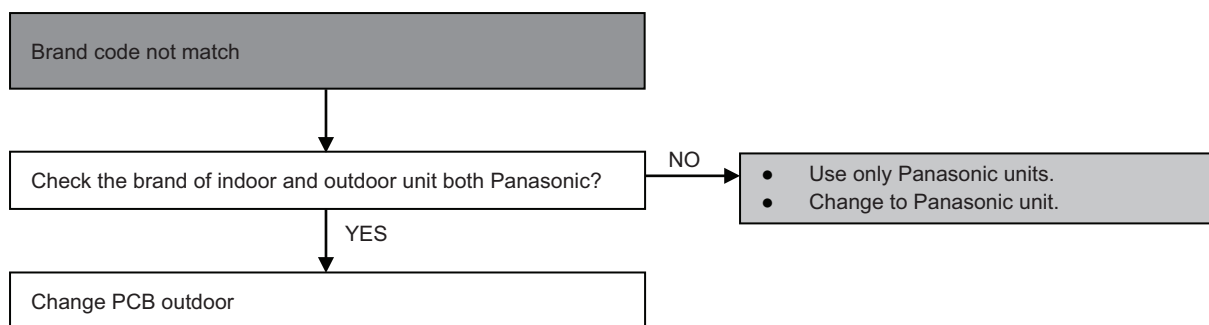 Brand code not match
Check the brand of indoor and outdoor unit both Panasonic?
NO
● Use only Panasonic units.
● Change to Panasonic unit.
YES
Change PCB outdoor